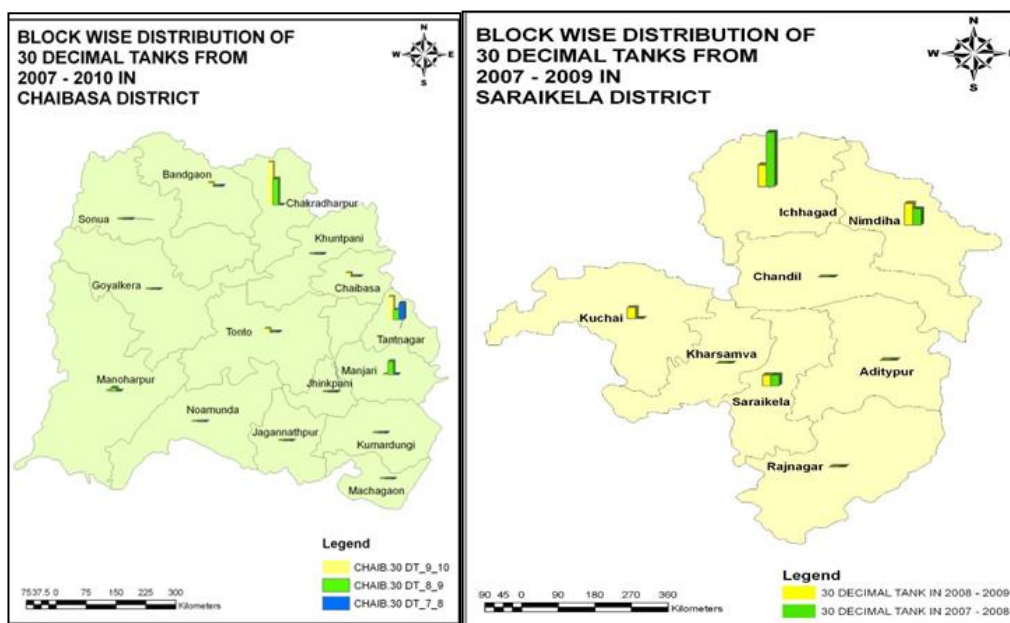 BLOCK WISE DISTRIBUTION OF
30 DECIMAL TANKS FROM
2007 - 2010 IN
CHAIBASA DISTRICT
N
W
E
S
Bandgaon
Chakradharpur
Sonua
Khuntpani
Goyalkera
Chaibasa
Tonto
Tantnagar
Manjari
Manoharpur
Jhinkpani
Noamunda
Jagannathpur
Kumardungi
Machagaon
Legend
CHAIB.30 DT_9_10
CHAIB.30 DT_8_9
CHAIB.30 DT_7_8
7537.5 0 75 150 225 300
Kilometers
BLOCK WISE DISTRIBUTION OF
30 DECIMAL TANKS FROM
2007 - 2009 IN
SARAIKELA DISTRICT
N
W
S
Ichhagad
Nimdiha
Chandil
Kuchai
Kharsamva
Aditypur
Saraikela
Rajnagar
Legend
30 DECIMAL TANK IN 2008 - 2009
30 DECIMAL TANK IN 2007 - 2008
90 45 0 90 180 270 360
Kilometers